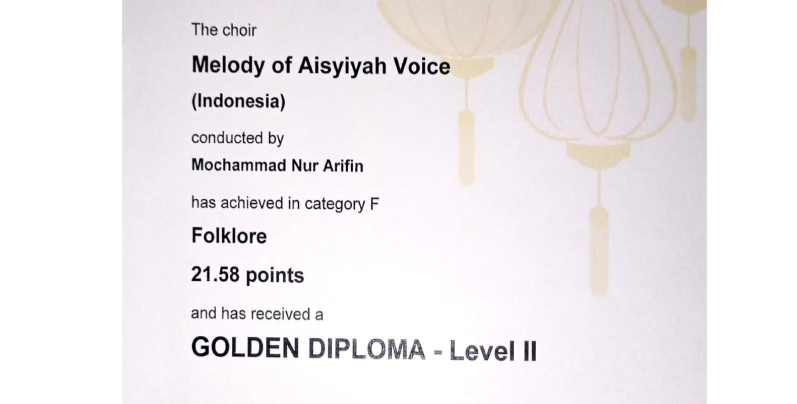 The choir
Melody of Aisyiyah Voice
(Indonesia)
conducted by
Mochammad Nur Arifin
has achieved in category F
Folklore
21.58 points
and has received a
GOLDEN DIPLOMA - Level II